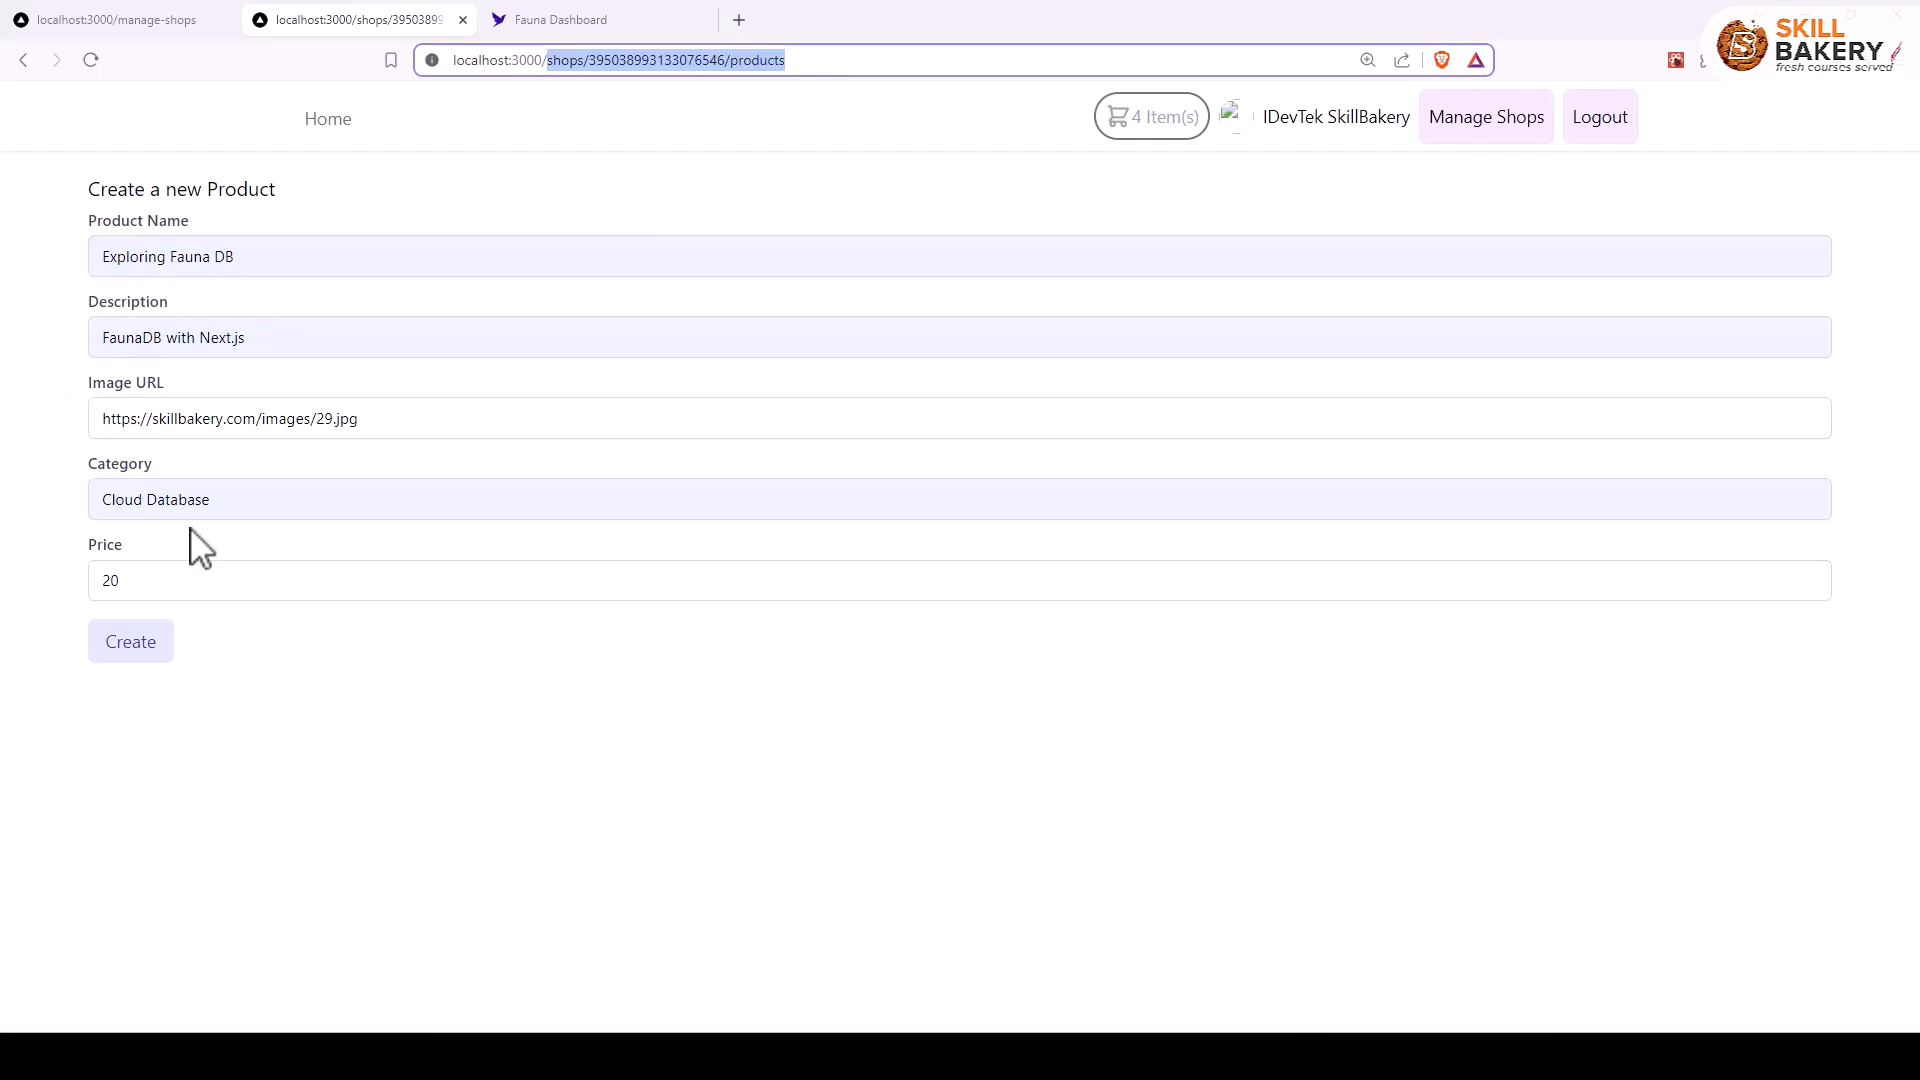 localhost:3000/manage-shops
localhost:3000/shops/39503899
Fauna Dashboard
localhost:3000/shops/395038993133076546/products
SKILL
BAKERY
fresh courses served
Home
4 Item(s)
IDevTek SkillBakery
Manage Shops
Logout
Create a new Product
Product Name
Exploring Fauna DB
Description
FaunaDB with Next.js
Image URL
https://skillbakery.com/images/29.jpg
Category
Cloud Database
Price
20
Create